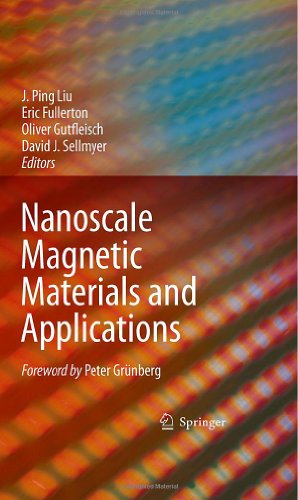 J. Ping Liu
Eric Fullerton
Oliver Gutfleisch
David J. Sellmyer
Editors
Nanoscale
Magnetic
Materials and
Applications
Foreword by Peter Grünberg
Springer